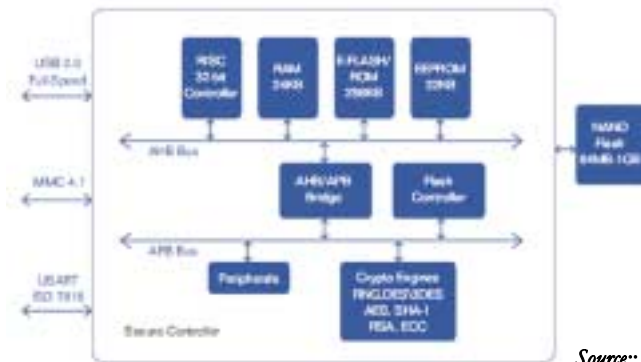 USB 2.0
Full Speed
MMC 4.1
USART
ISO 7816
RISC
32-bit
Controller
RAM
24KB
E-FLASH/
ROM
256KB
EEPROM
32KB
AHB Bus
AHB/APB
Bridge
Flash
Controller
APB Bus
Peripherals
Crypto Engines
RNG,DES/3DES
AES, SHA-1
RSA, ECC
Secure Controller
NAND
Flash
64MB-1GB
Source::